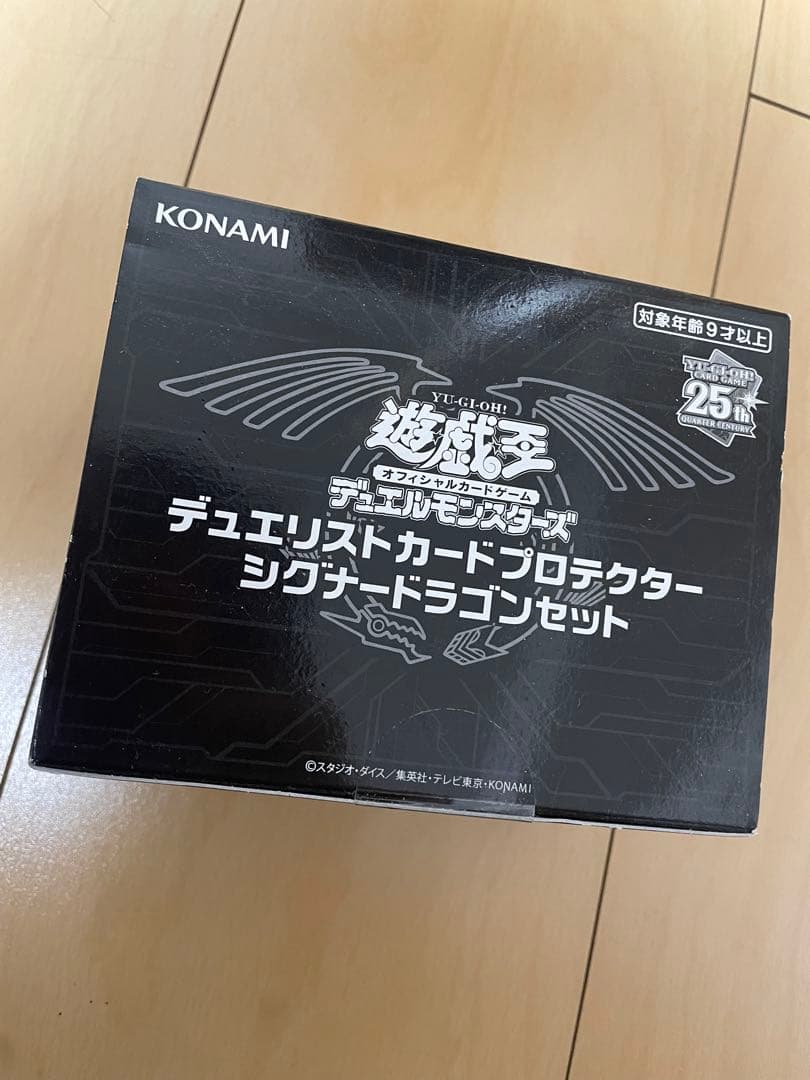 KONAMI
対象年齢9才以上
YU-GI-OH!
CARD GAME
25th
QUARTER CENTURY
YU-GI-OH!
遊戯王
オフィシャルカードゲーム
デュエルモンスターズ
デュエリストカードプロテクター
シグナードラゴンセット
©スタジオ・ダイス／集英社・テレビ東京・KONAMI